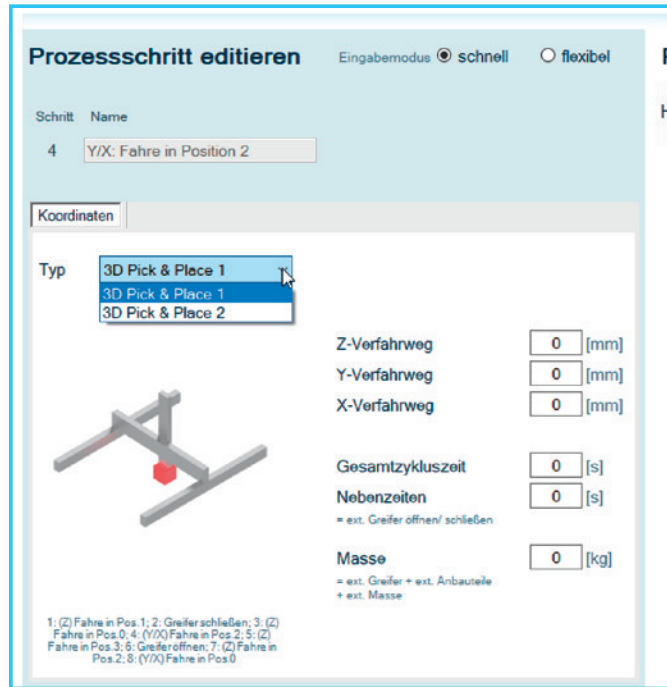 Prozessschritt editieren
Eingabemodus schnell flexibel
Schritt Name
4 Y/X: Fahre in Position 2
Koordinaten
Typ 3D Pick & Place 1
3D Pick & Place 1
3D Pick & Place 2
Z-Verfahrweg 0 [mm]
Y-Verfahrweg 0 [mm]
X-Verfahrweg 0 [mm]
Gesamtzykluszeit 0 [s]
Nebenzeiten 0 [s]
= ext. Greifer öffnen/ schließen
Masse 0 [kg]
= ext. Greifer + ext. Anbauteile
+ ext. Masse
1: (Z) Fahre in Pos.1; 2: Greifer schließen; 3: (Z)
Fahre in Pos.0; 4: (Y/X) Fahre in Pos.2; 5: (Z)
Fahre in Pos.3; 6: Greifer öffnen; 7: (Z) Fahre in
Pos.2; 8: (Y/X) Fahre in Pos.0